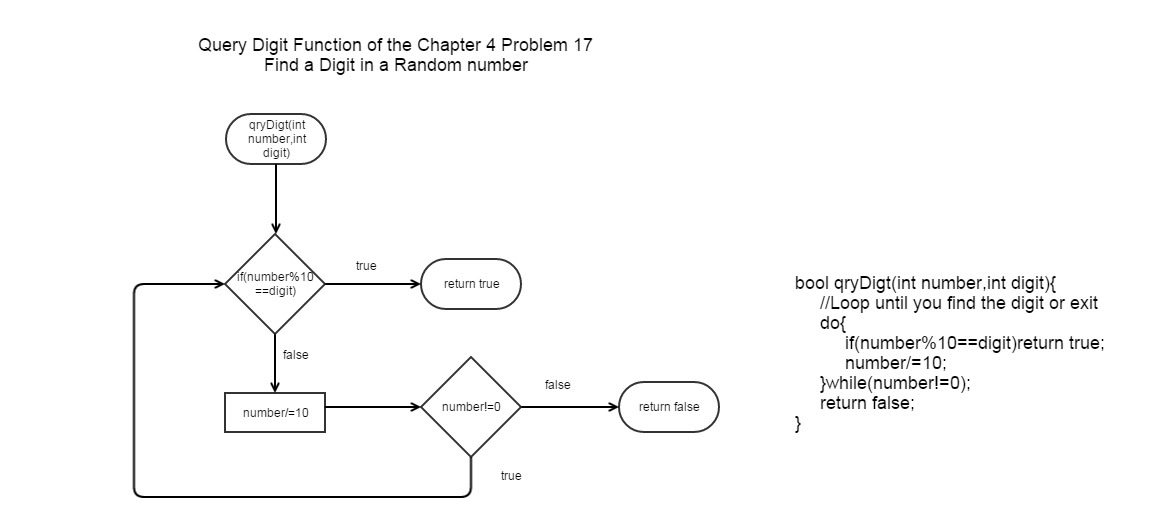 Query Digit Function of the Chapter 4 Problem 17
Find a Digit in a Random number
qryDigt(int
number,int
digit)
if(number%10
==digit)
true
return true
false
number/=10
number!=0
false
return false
true
bool qryDigt(int number,int digit){
//Loop until you find the digit or exit
do{
if(number%10==digit)return true;
number/=10;
}while(number!=0);
return false;
}